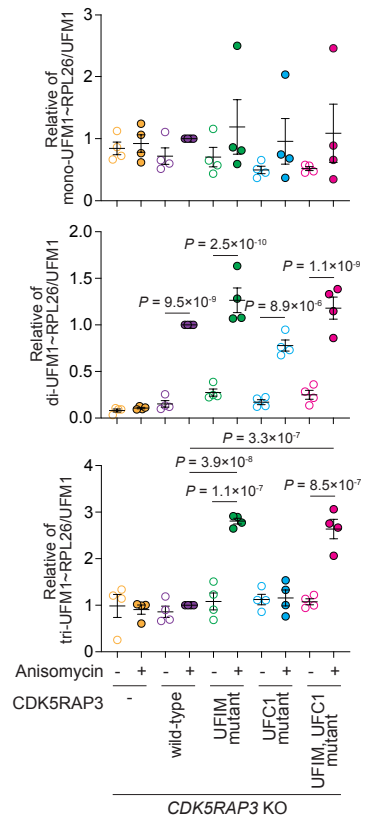 Relative of
mono-UFM1~RPL26/UFM1
3
2
1
0
Relative of
di-UFM1~RPL26/UFM1
2.0
1.5
1.0
0.5
0.0
P = 9.5×10-9
P = 2.5×10-10
P = 8.9×10-6
P = 1.1×10-9
Relative of
tri-UFM1~RPL26/UFM1
4
3
2
1
0
P = 3.3×10-7
P = 3.9×10-8
P = 1.1×10-7
P = 8.5×10-7
Anisomycin - + - + - + - + - +
CDK5RAP3
-
wild-type
UFIM
mutant
UFC1
mutant
UFIM, UFC1
mutant
CDK5RAP3 KO